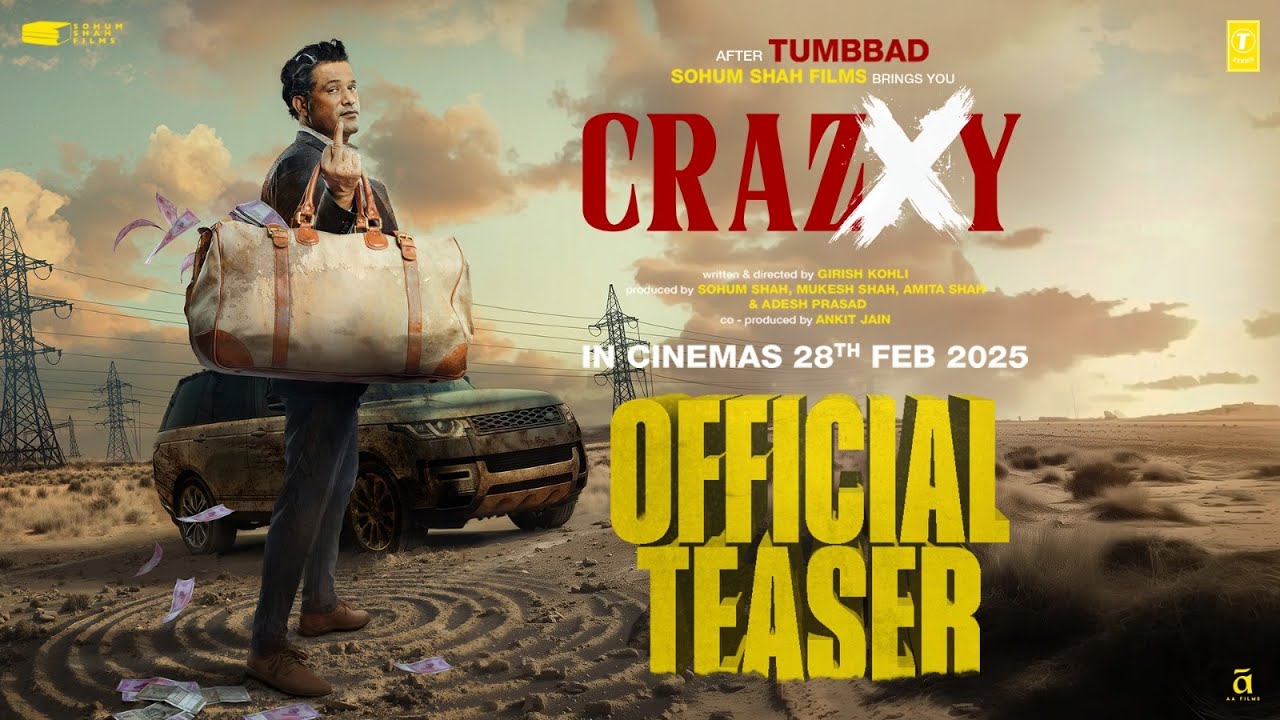 SOHUM
SHAH
FILMS
T
SERIES
AFTER TUMBBAD
SOHUM SHAH FILMS BRINGS YOU
CRAZXY
written & directed by GIRISH KOHLI
produced by SOHUM SHAH, MUKESH SHAH, AMITA SHAH
& ADESH PRASAD
co - produced by ANKIT JAIN
IN CINEMAS 28TH FEB 2025
OFFICIAL
TEASER
ā
AA FILMS